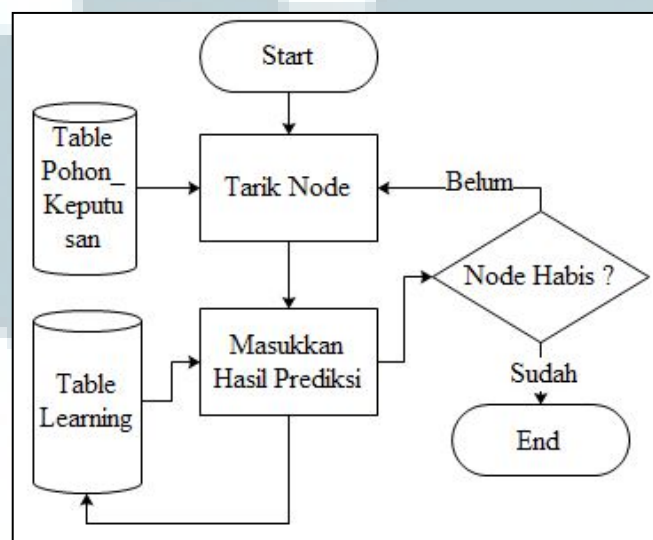 Start
Table
Pohon_
Keputu
san
Tarik Node
Belum
Node Habis ?
Masukkan
Hasil Prediksi
Table
Learning
Sudah
End